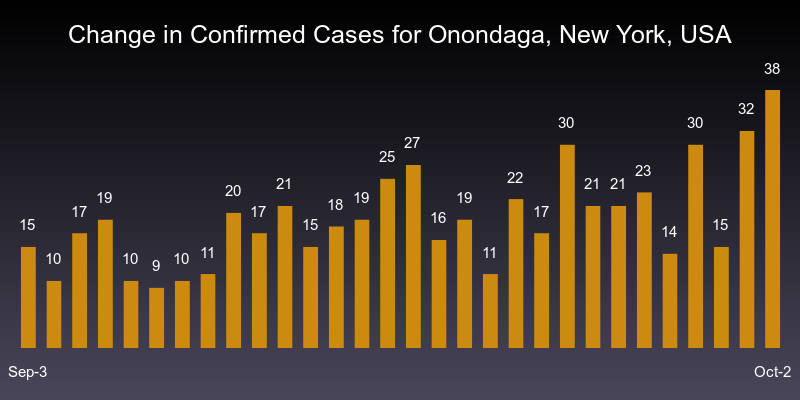 Change in Confirmed Cases for Onondaga, New York, USA
15 10 17 19 10 9 10 11 20 17 21 15 18 19 25 27 16 19 11 22 17 30 21 21 23 14 30 15 32 38
Sep-3 Oct-2